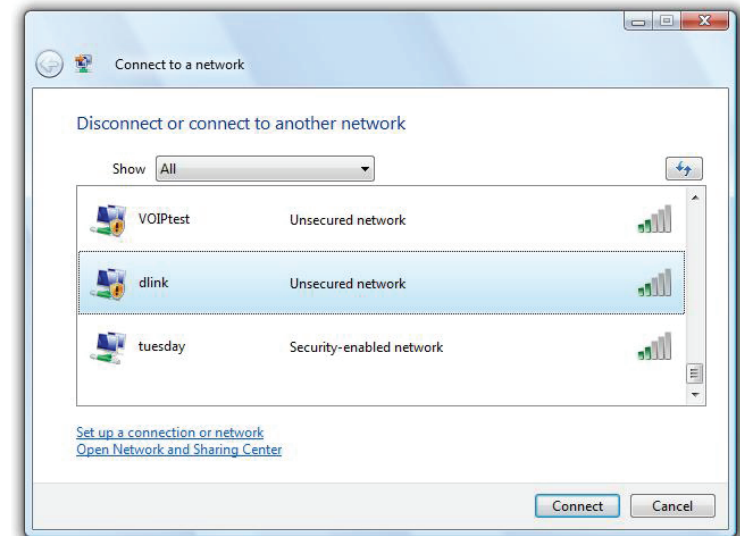 Connect to a network
Disconnect or connect to another network
Show All
VOIPtest Unsecured network
dlink Unsecured network
tuesday Security-enabled network
Set up a connection or network
Open Network and Sharing Center
Connect Cancel